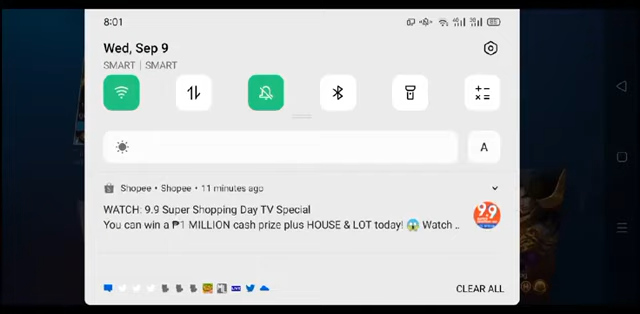 8:01
Wed, Sep 9
SMART | SMART
A
Shopee • Shopee • 11 minutes ago
WATCH: 9.9 Super Shopping Day TV Special
You can win a ₱1 MILLION cash prize plus HOUSE & LOT today! 😱 Watch ..
9.9
CLEAR ALL